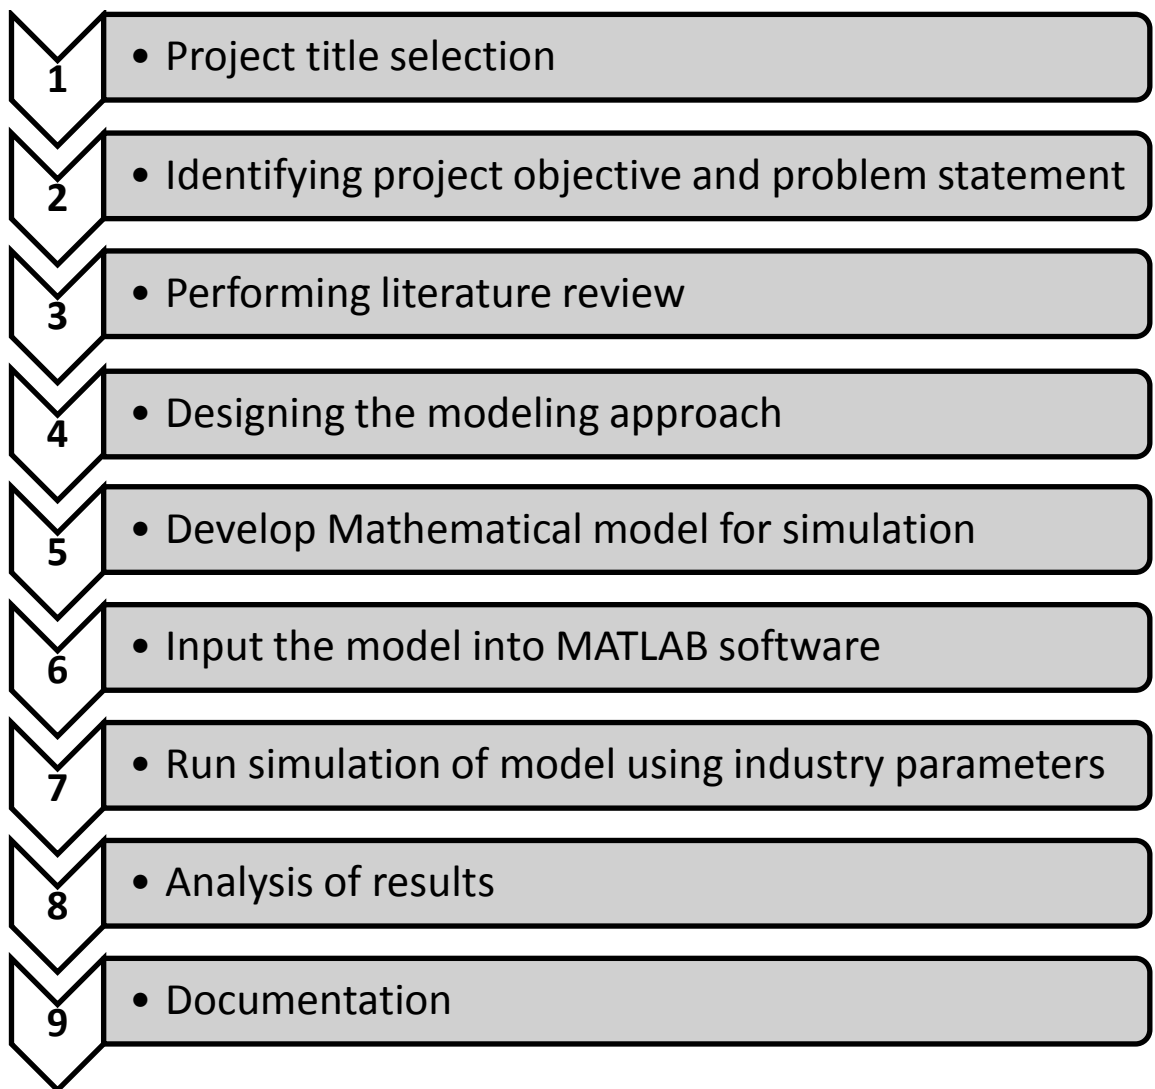 1 • Project title selection
2 • Identifying project objective and problem statement
3 • Performing literature review
4 • Designing the modeling approach
5 • Develop Mathematical model for simulation
6 • Input the model into MATLAB software
7 • Run simulation of model using industry parameters
8 • Analysis of results
9 • Documentation